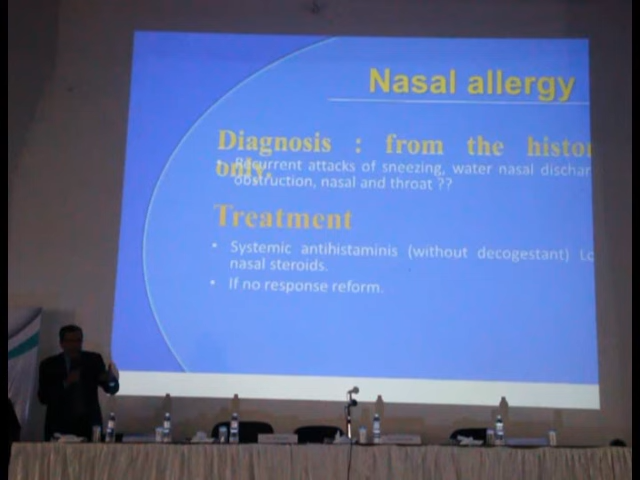 Nasal allergy
Diagnosis : from the histor
only.
• Recurrent attacks of sneezing, water nasal dischar
obstruction, nasal and throat ??
Treatment
• Systemic antihistaminis (without decogestant) Lo
nasal steroids.
• If no response reform.